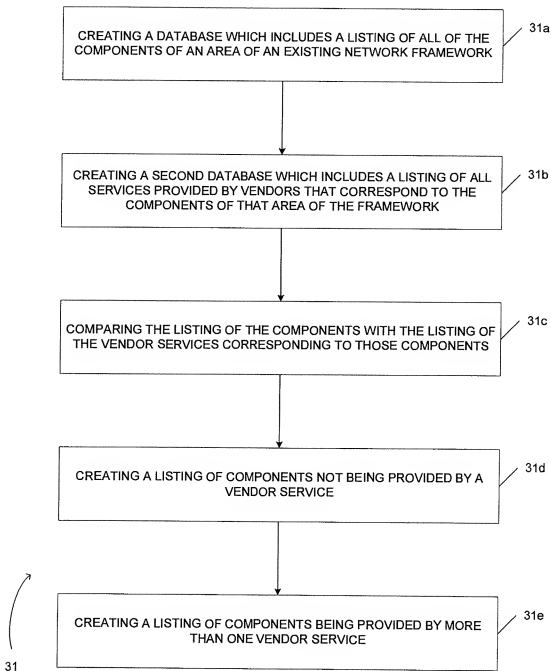 CREATING A DATABASE WHICH INCLUDES A LISTING OF ALL OF THE
COMPONENTS OF AN AREA OF AN EXISTING NETWORK FRAMEWORK
31a
CREATING A SECOND DATABASE WHICH INCLUDES A LISTING OF ALL
SERVICES PROVIDED BY VENDORS THAT CORRESPOND TO THE
COMPONENTS OF THAT AREA OF THE FRAMEWORK
31b
COMPARING THE LISTING OF THE COMPONENTS WITH THE LISTING OF
THE VENDOR SERVICES CORRESPONDING TO THOSE COMPONENTS
31c
CREATING A LISTING OF COMPONENTS NOT BEING PROVIDED BY A
VENDOR SERVICE
31d
CREATING A LISTING OF COMPONENTS BEING PROVIDED BY MORE
THAN ONE VENDOR SERVICE
31e
31